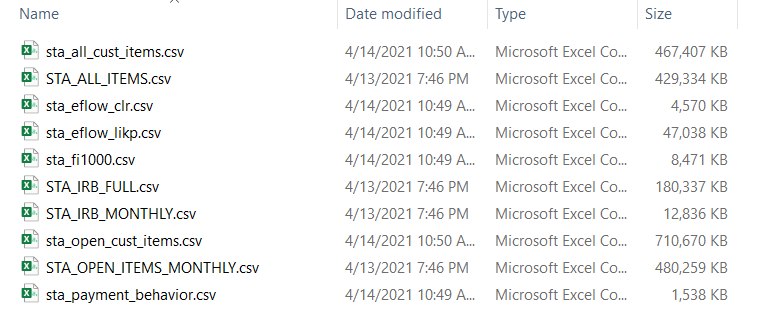 Name Date modified Type Size
sta_all_cust_items.csv 4/14/2021 10:50 A... Microsoft Excel Co... 467,407 KB
STA_ALL_ITEMS.csv 4/13/2021 7:46 PM Microsoft Excel Co... 429,334 KB
sta_eflow_clr.csv 4/14/2021 10:49 A... Microsoft Excel Co... 4,570 KB
sta_eflow_likp.csv 4/14/2021 10:49 A... Microsoft Excel Co... 47,038 KB
sta_fi1000.csv 4/14/2021 10:49 A... Microsoft Excel Co... 8,471 KB
STA_IRB_FULL.csv 4/13/2021 7:46 PM Microsoft Excel Co... 180,337 KB
STA_IRB_MONTHLY.csv 4/13/2021 7:46 PM Microsoft Excel Co... 12,836 KB
sta_open_cust_items.csv 4/14/2021 10:50 A... Microsoft Excel Co... 710,670 KB
STA_OPEN_ITEMS_MONTHLY.csv 4/13/2021 7:46 PM Microsoft Excel Co... 480,259 KB
sta_payment_behavior.csv 4/14/2021 10:49 A... Microsoft Excel Co... 1,538 KB